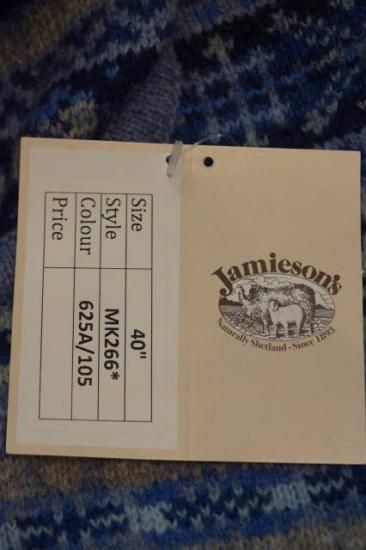 Size 40"
Style MK266*
Colour 625A/105
Price
Jamieson's
Naturally Shetland - Since 1893